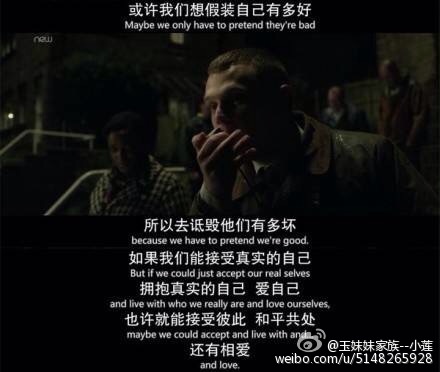 或许我们想假装自己有多好
Maybe we only have to pretend they're bad
new
所以去诋毁他们有多坏
because we have to pretend we're good.
如果我们能接受真实的自己
But if we could just accept our real selves
拥抱真实的自己 爱自己
and live with who we really are and love ourselves,
也许就能接受彼此 和平共处
maybe we could accept and live with and
还有相爱
and love.
@玉妹妹家族--小莲
weibo.com/u/5148265928